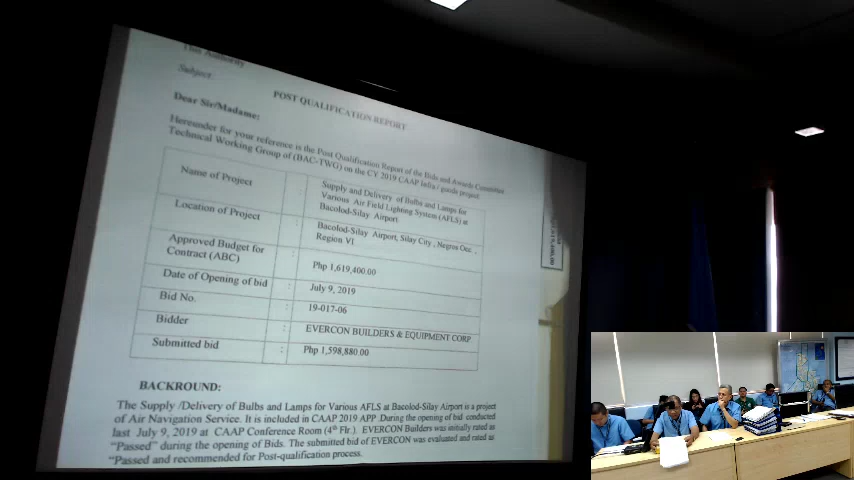 This Authority
Subject:
POST QUALIFICATION REPORT
Dear Sir/Madame:
Hereunder for your reference is the Post Qualification Report of the Bids and Awards Committee
Technical Working Group of (BAC-TWG) on the CY 2019 CAAP Infra./ goods project
Name of Project : Supply and Delivery of Bulbs and Lamps for
Various Air Field Lighting System (AFLS) at
Bacolod-Silay Airport
Location of Project : Bacolod-Silay Airport, Silay City , Negros Occ. ,
Region VI
Approved Budget for
Contract (ABC) : Php 1,619,400.00
Date of Opening of bid : July 9, 2019
Bid No. : 19-017-06
Bidder : EVERCON BUILDERS & EQUIPMENT CORP
Submitted bid : Php 1,598,880.00
BACKROUND:
The Supply /Delivery of Bulbs and Lamps for Various AFLS at Bacolod-Silay Airport is a project
of Air Navigation Service. It is included in CAAP 2019 APP .During the opening of bid conducted
last July 9, 2019 at CAAP Conference Room (4th Flr.). EVERCON Builders was initially rated as
“Passed” during the opening of Bids. The submitted bid of EVERCON was evaluated and rated as
“Passed and recommended for Post-qualification process.